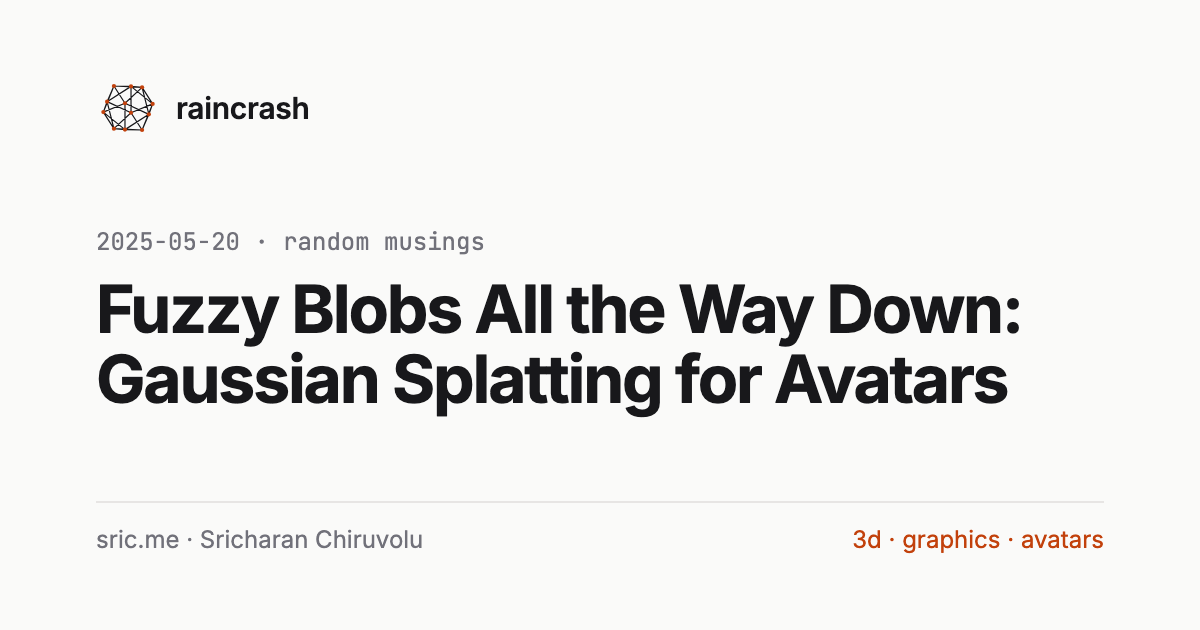 raincrash
2025-05-20 · random musings
Fuzzy Blobs All the Way Down:
Gaussian Splatting for Avatars
sric.me · Sricharan Chiruvolu
3d · graphics · avatars